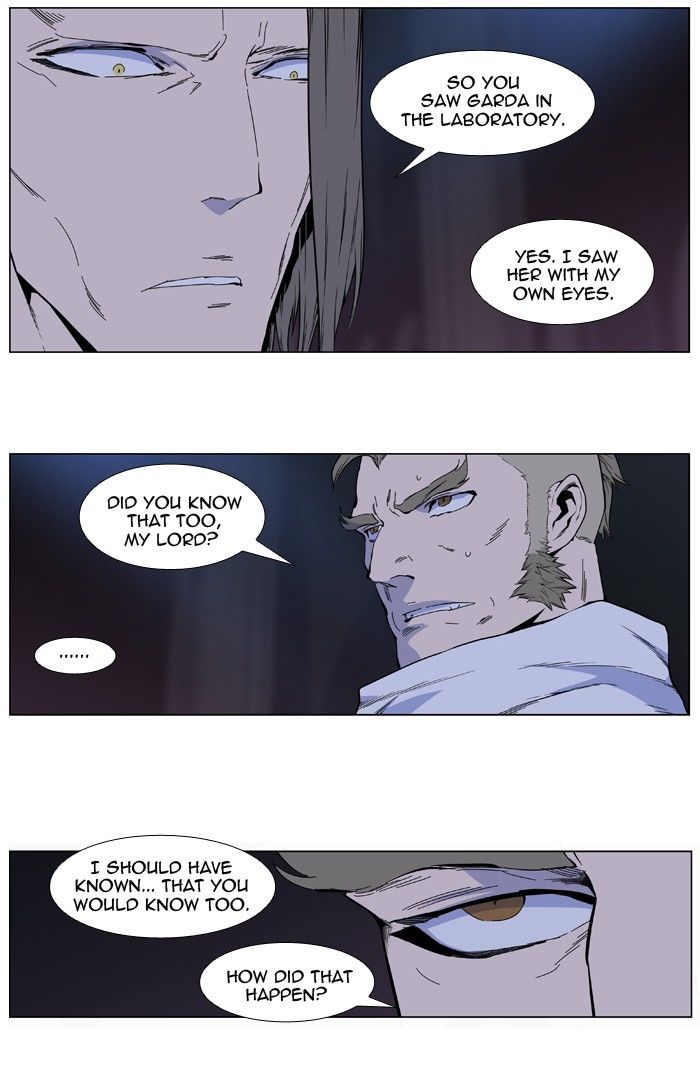 SO YOU
SAW GARDA IN
THE LABORATORY.
YES. I SAW
HER WITH MY
OWN EYES.
DID YOU KNOW
THAT TOO,
MY LORD?
......
I SHOULD HAVE
KNOWN... THAT YOU
WOULD KNOW TOO.
HOW DID THAT
HAPPEN?